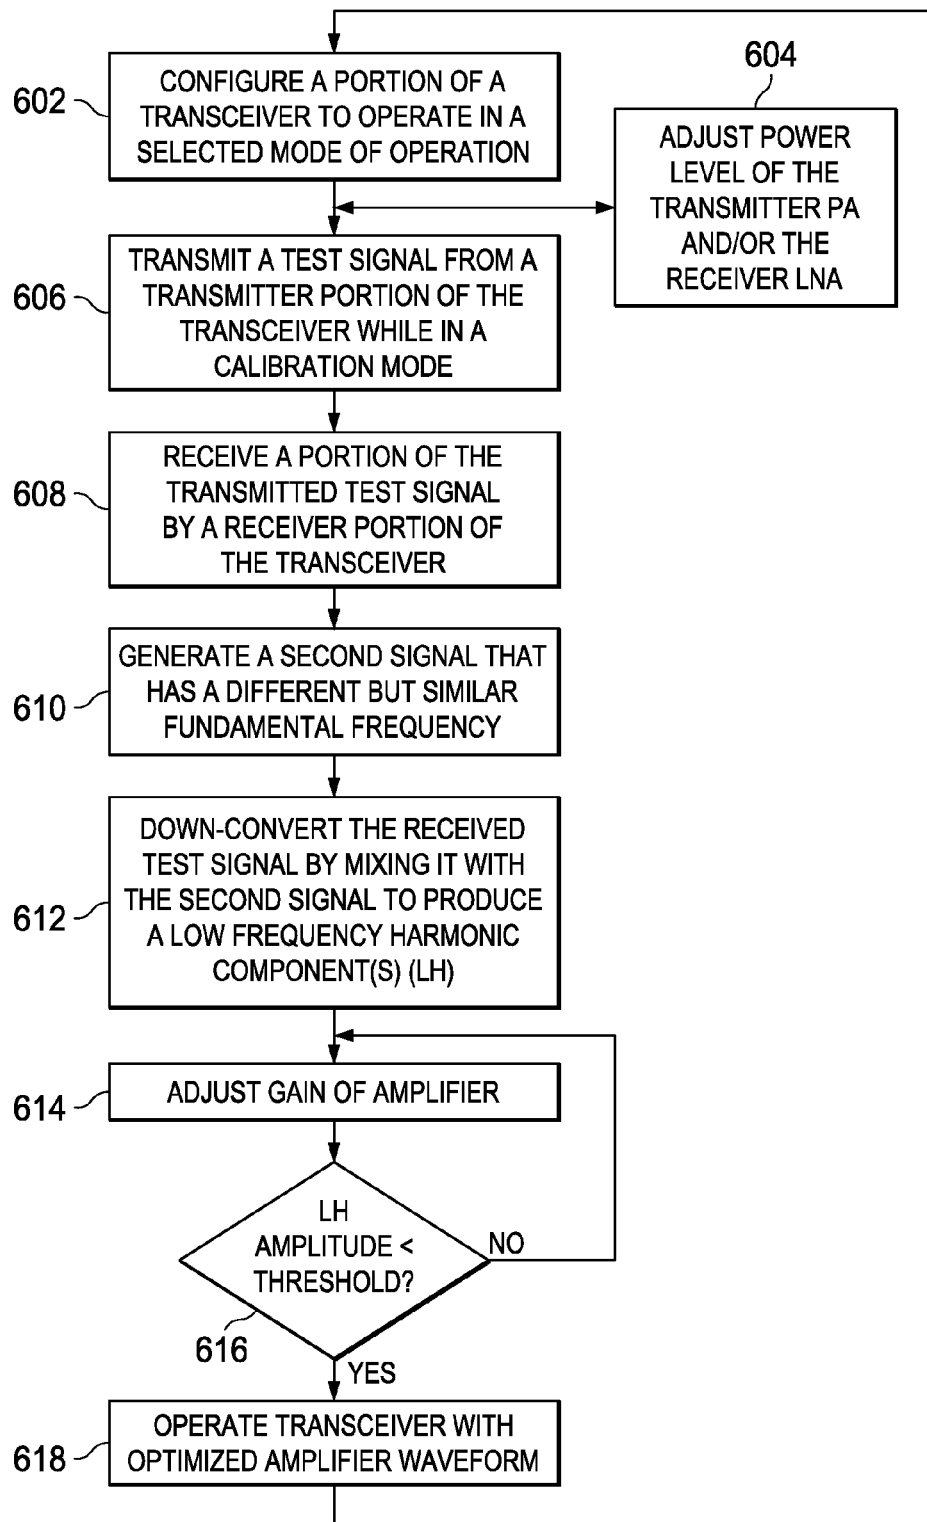 602
CONFIGURE A PORTION OF A
TRANSCEIVER TO OPERATE IN A
SELECTED MODE OF OPERATION
604
ADJUST POWER
LEVEL OF THE
TRANSMITTER PA
AND/OR THE
RECEIVER LNA
606
TRANSMIT A TEST SIGNAL FROM A
TRANSMITTER PORTION OF THE
TRANSCEIVER WHILE IN A
CALIBRATION MODE
608
RECEIVE A PORTION OF THE
TRANSMITTED TEST SIGNAL
BY A RECEIVER PORTION OF
THE TRANSCEIVER
610
GENERATE A SECOND SIGNAL THAT
HAS A DIFFERENT BUT SIMILAR
FUNDAMENTAL FREQUENCY
612
DOWN-CONVERT THE RECEIVED
TEST SIGNAL BY MIXING IT WITH
THE SECOND SIGNAL TO PRODUCE
A LOW FREQUENCY HARMONIC
COMPONENT(S) (LH)
614
ADJUST GAIN OF AMPLIFIER
LH
AMPLITUDE <
THRESHOLD?
NO
616
YES
618
OPERATE TRANSCEIVER WITH
OPTIMIZED AMPLIFIER WAVEFORM